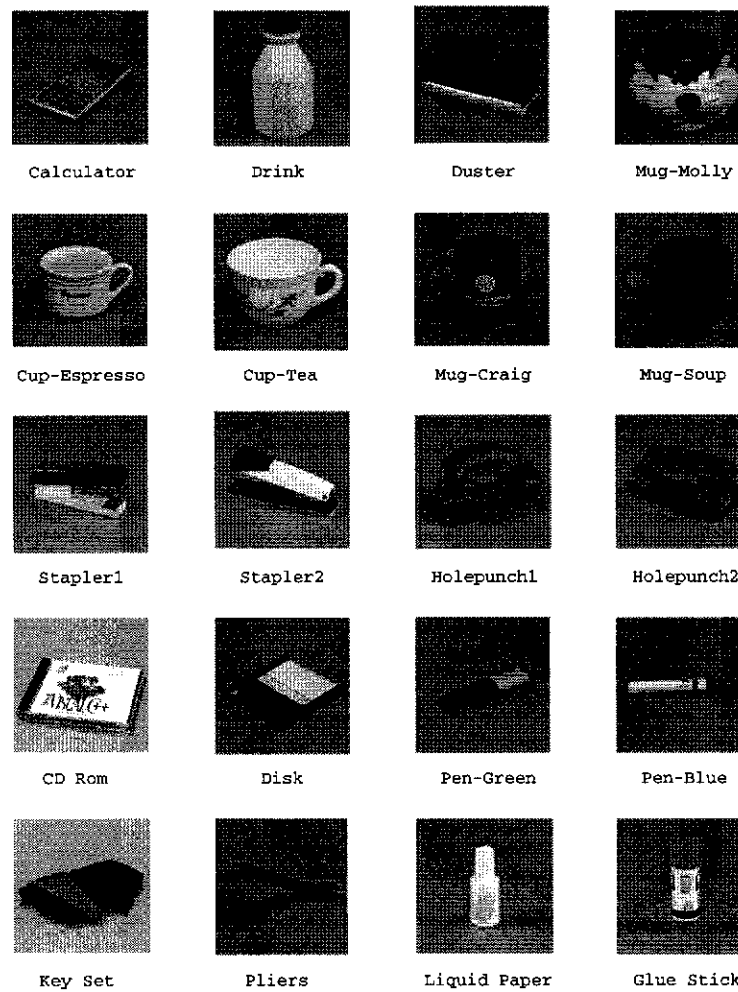 Calculator Drink Duster Mug-Molly
Cup-Espresso Cup-Tea Mug-Craig Mug-Soup
Stapler1 Stapler2 Holepunch1 Holepunch2
CD Rom Disk Pen-Green Pen-Blue
Key Set Pliers Liquid Paper Glue Stick